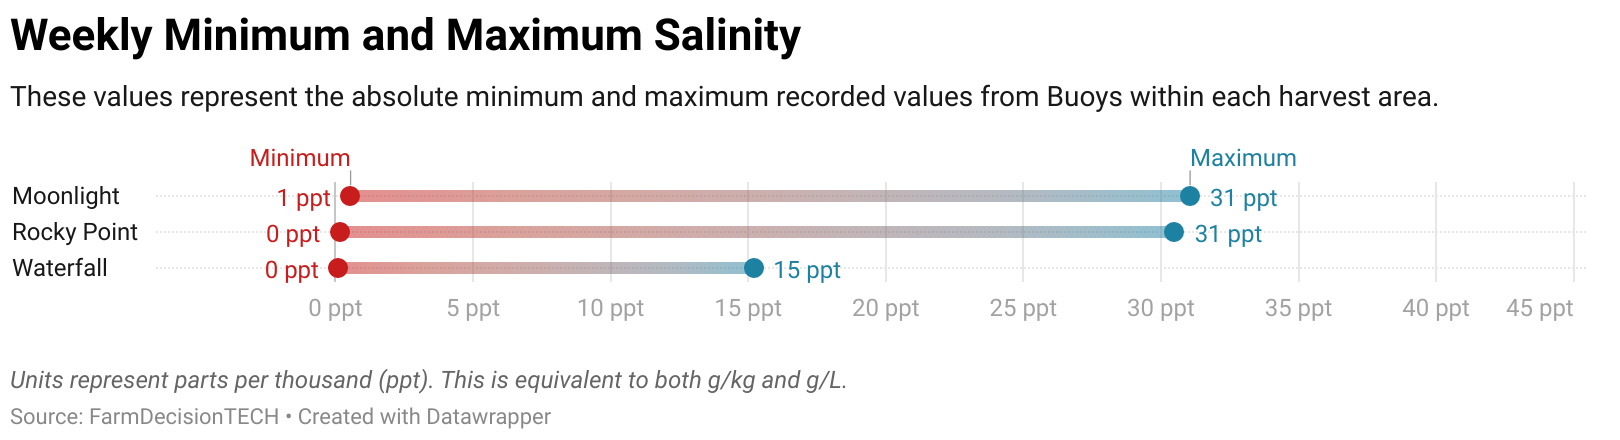 Weekly Minimum and Maximum Salinity
These values represent the absolute minimum and maximum recorded values from Buoys within each harvest area.
Minimum Maximum
Moonlight 1 ppt 31 ppt
Rocky Point 0 ppt 31 ppt
Waterfall 0 ppt 15 ppt
0 ppt 5 ppt 10 ppt 15 ppt 20 ppt 25 ppt 30 ppt 35 ppt 40 ppt 45 ppt
Units represent parts per thousand (ppt). This is equivalent to both g/kg and g/L.
Source: FarmDecisionTECH • Created with Datawrapper